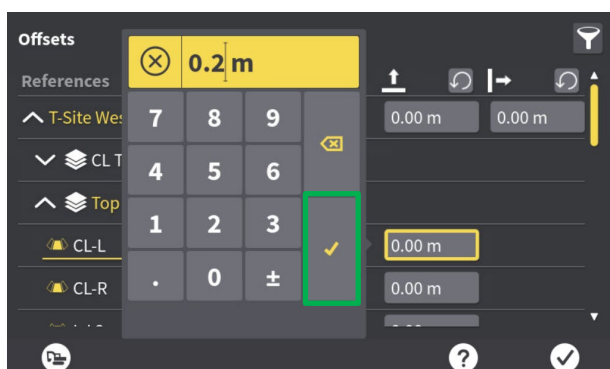 Offsets
0.2 m
References
T-Site Wes
7 8 9
0.00 m 0.00 m
CL T
4 5 6
Top
1 2 3
CL-L
0.00 m
. 0 ±
CL-R
0.00 m
?